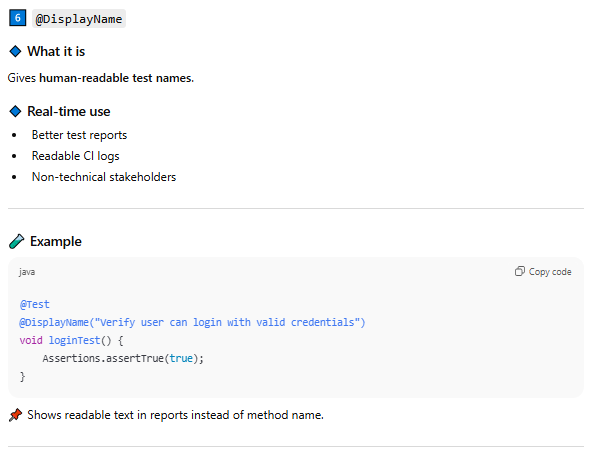 6 @DisplayName
What it is
Gives human-readable test names.
Real-time use
• Better test reports
• Readable CI logs
• Non-technical stakeholders
Example
java Copy code
@Test
@DisplayName("Verify user can login with valid credentials")
void loginTest() {
    Assertions.assertTrue(true);
}
Shows readable text in reports instead of method name.